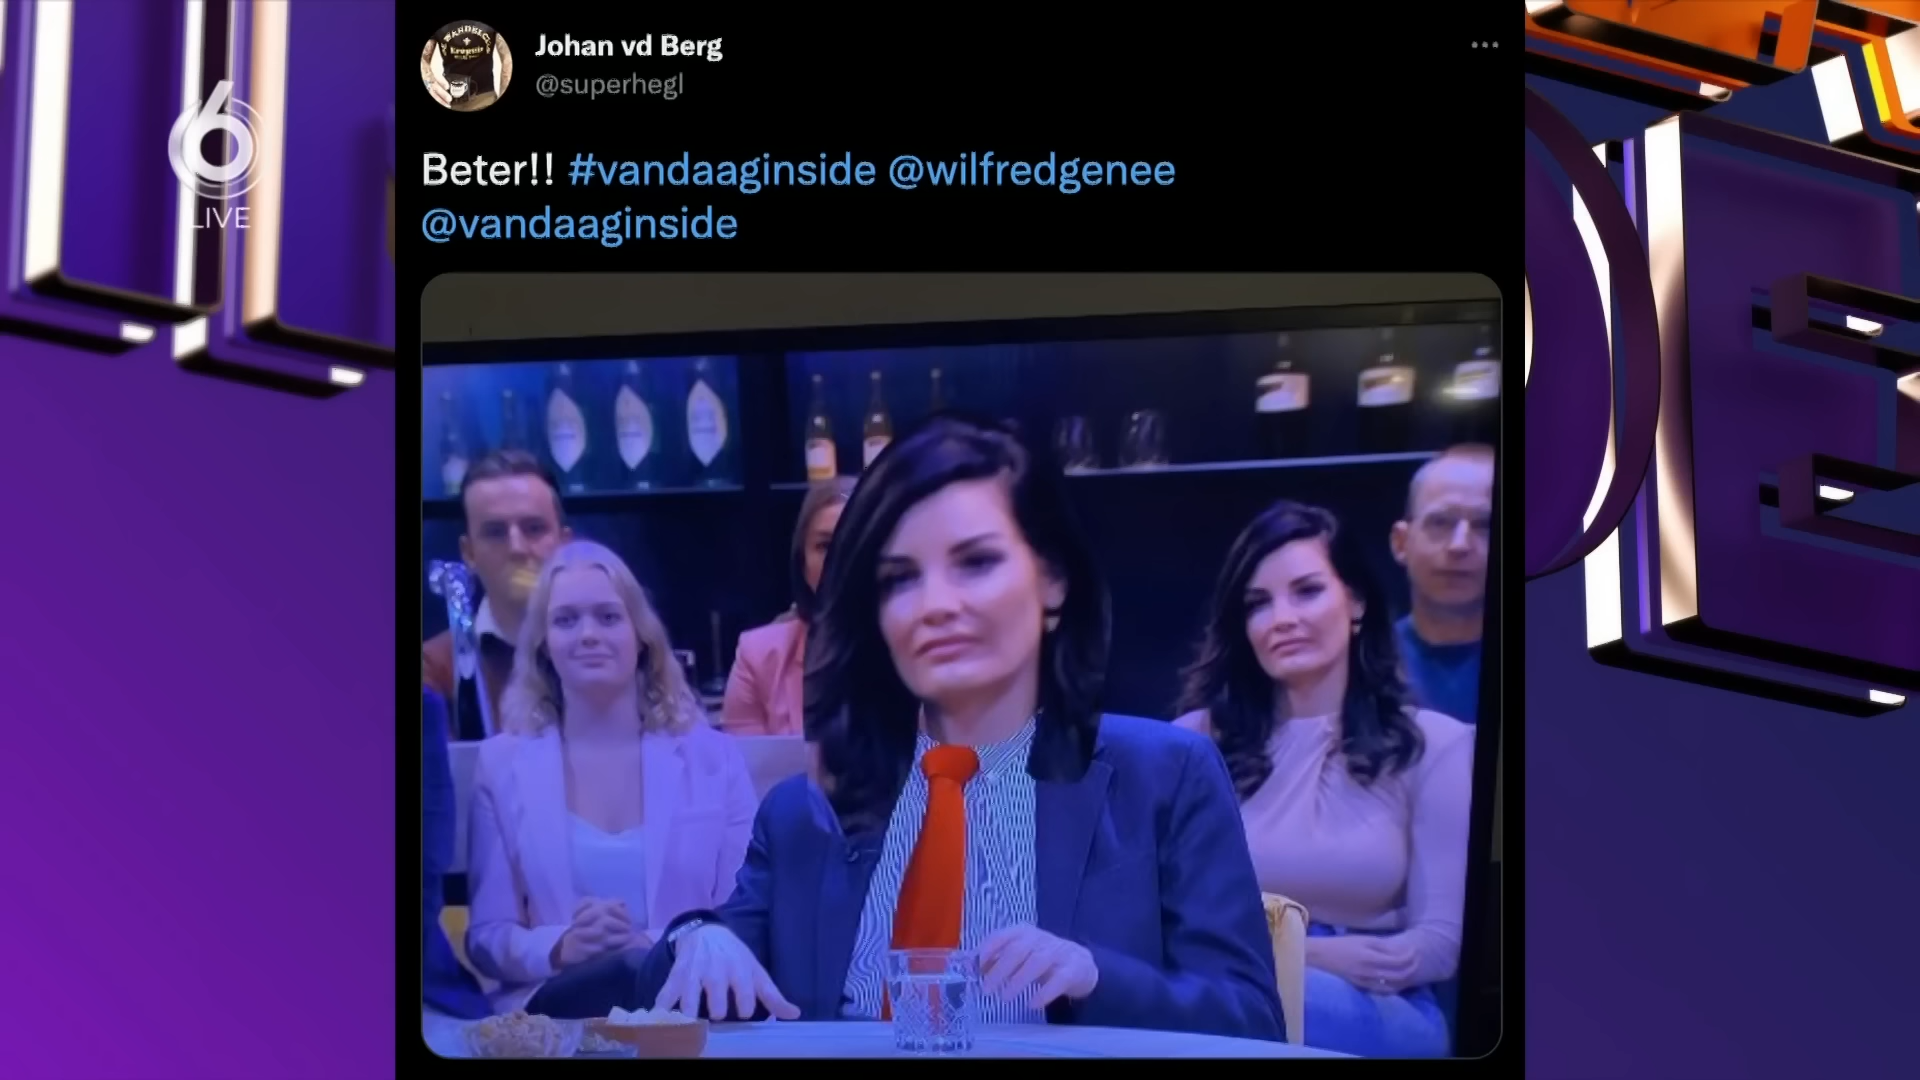 6
LIVE
Johan vd Berg
@superhegl
Beter!! #vandaaginside @wilfredgenee
@vandaaginside